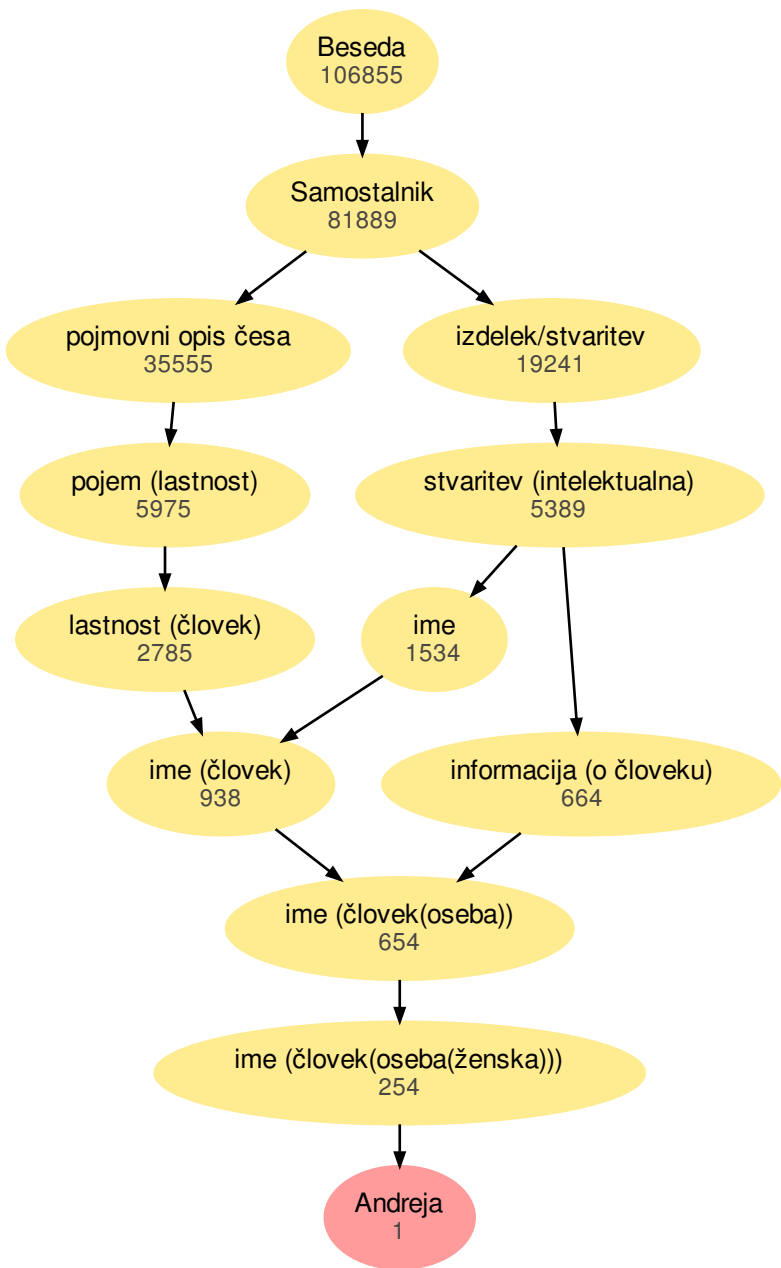 Beseda
106855
Samostalnik
81889
pojmovni opis česa
35555
izdelek/stvaritev
19241
pojem (lastnost)
5975
stvaritev (intelektualna)
5389
lastnost (človek)
2785
ime
1534
ime (človek)
938
informacija (o človeku)
664
ime (človek(oseba))
654
ime (človek(oseba(ženska)))
254
Andreja
1